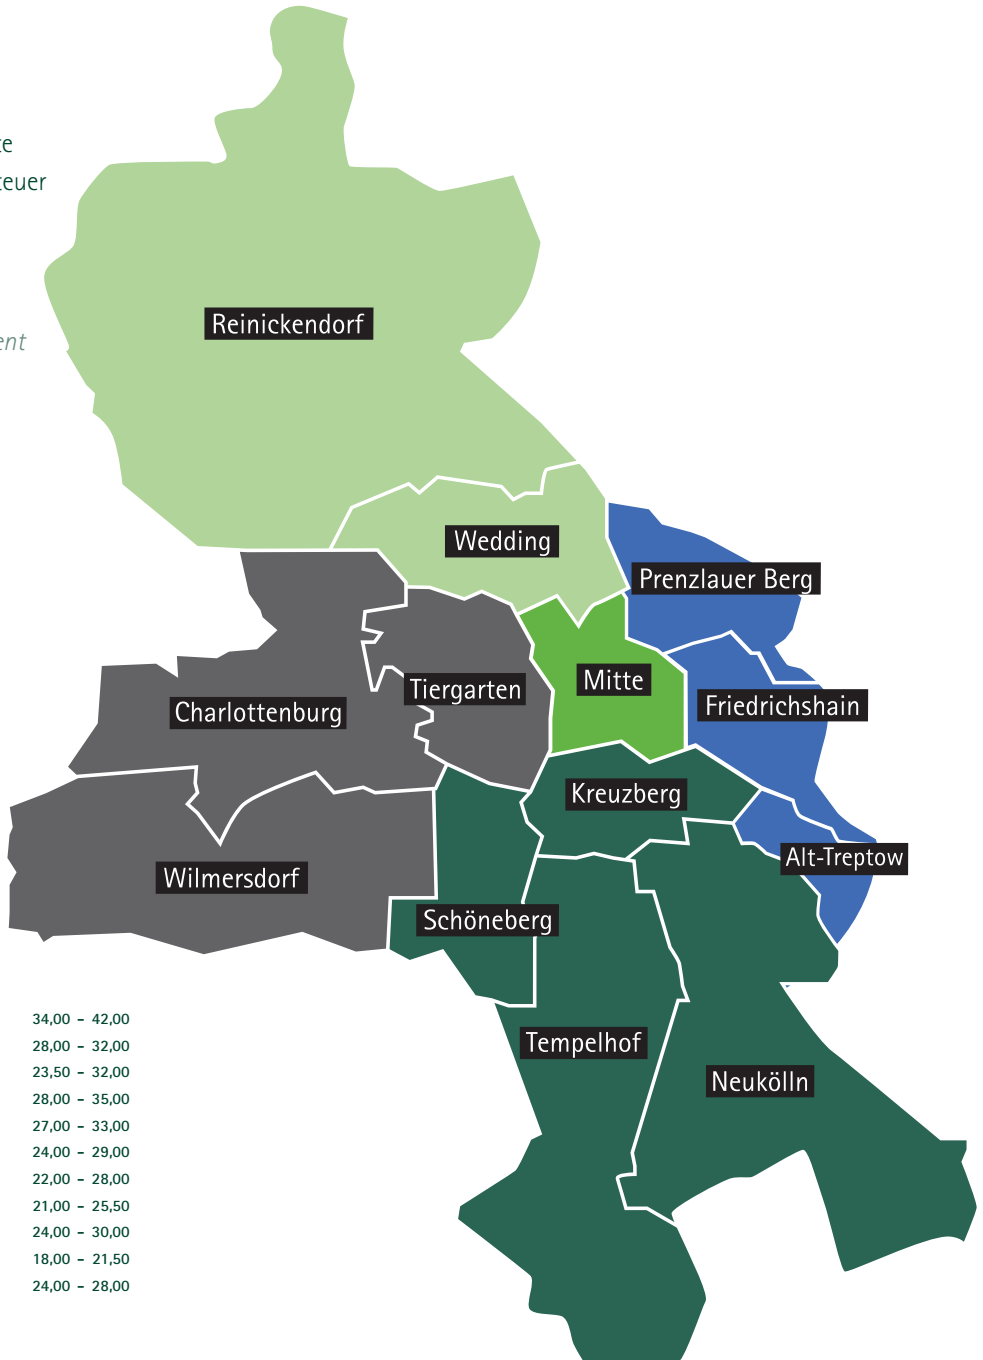 Reinickendorf
Wedding
Prenzlauer Berg
Mitte
Tiergarten
Friedrichshain
Charlottenburg
Kreuzberg
Alt-Treptow
Wilmersdorf
Schöneberg
Tempelhof
Neukölln
34,00 – 42,00
28,00 – 32,00
23,50 – 32,00
28,00 – 35,00
27,00 – 33,00
24,00 – 29,00
22,00 – 28,00
21,00 – 25,50
24,00 – 30,00
18,00 – 21,50
24,00 – 28,00